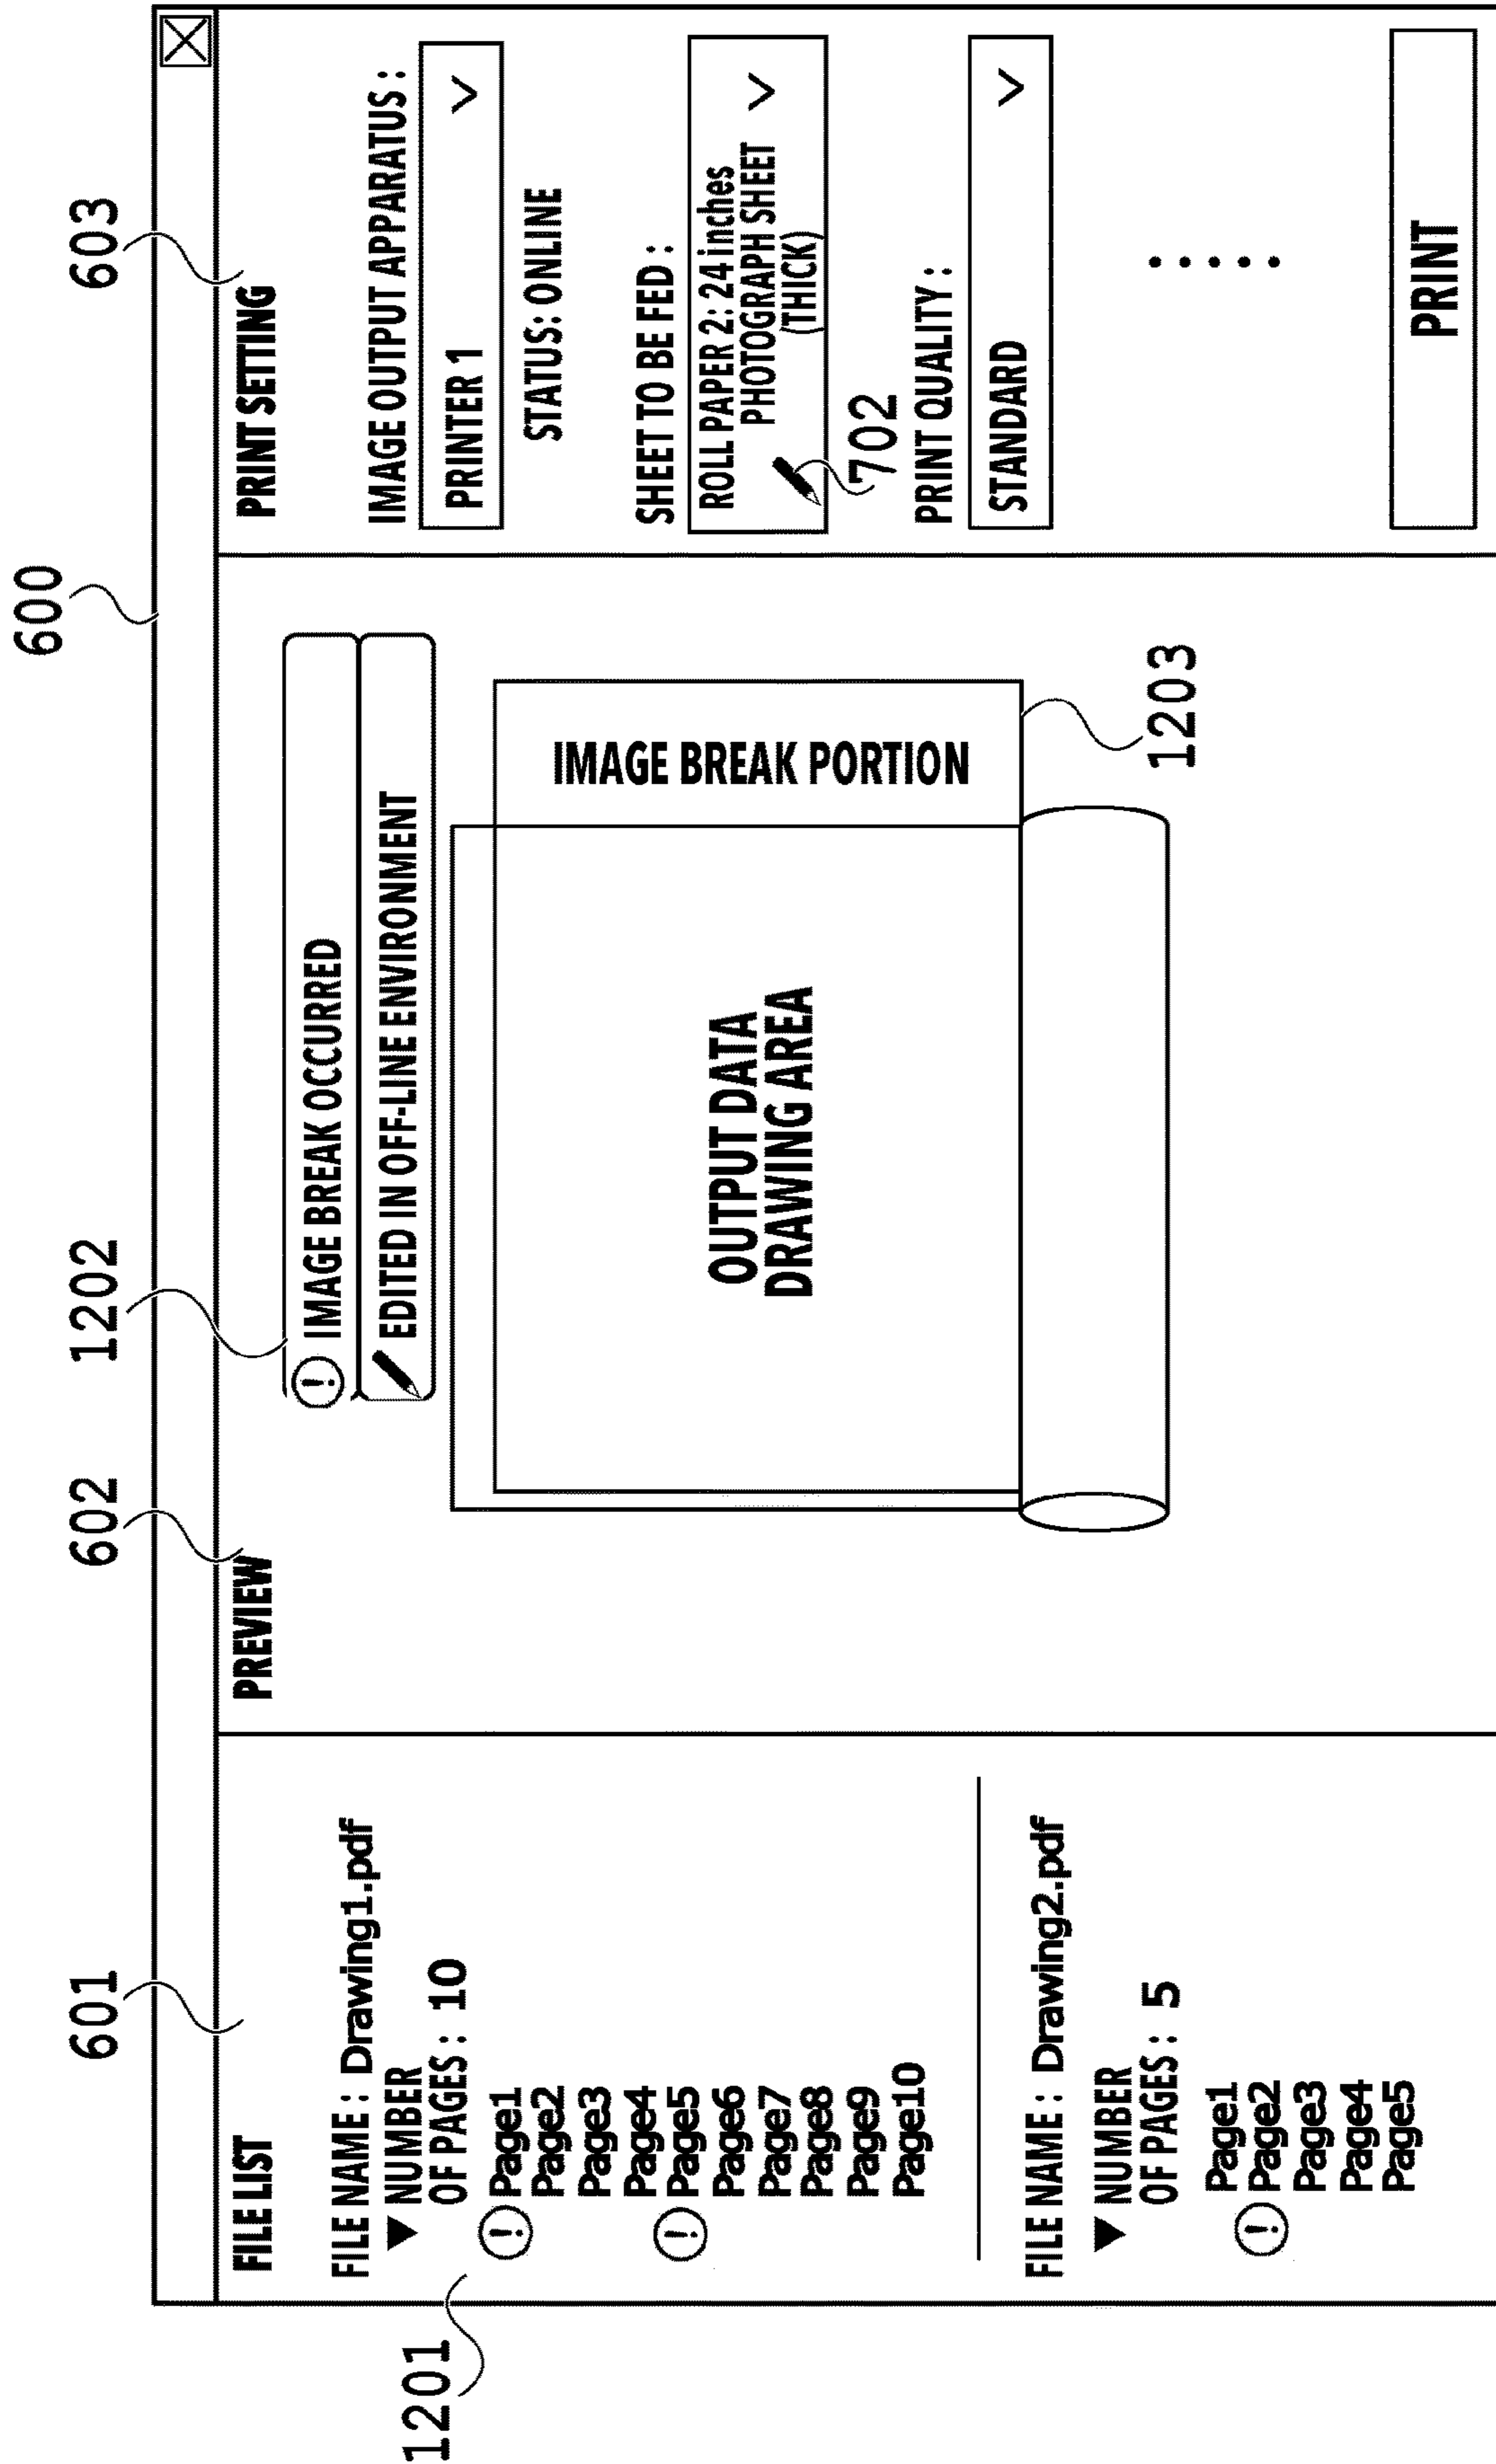 600
601
602
1202
603
FILE LIST
FILE NAME : Drawing1.pdf
▼ NUMBER
OF PAGES : 10
1201
! Page1
Page2
Page3
Page4
! Page5
Page6
Page7
Page8
Page9
Page10
FILE NAME : Drawing2.pdf
▼ NUMBER
OF PAGES : 5
Page1
! Page2
Page3
Page4
Page5
PREVIEW
! IMAGE BREAK OCCURRED
EDITED IN OFF-LINE ENVIRONMENT
OUTPUT DATA
DRAWING AREA
IMAGE BREAK PORTION
1203
PRINT SETTING
IMAGE OUTPUT APPARATUS :
PRINTER 1
STATUS: ONLINE
SHEET TO BE FED :
ROLL PAPER 2: 24 inches
PHOTOGRAPH SHEET
(THICK)
702
PRINT QUALITY :
STANDARD
PRINT